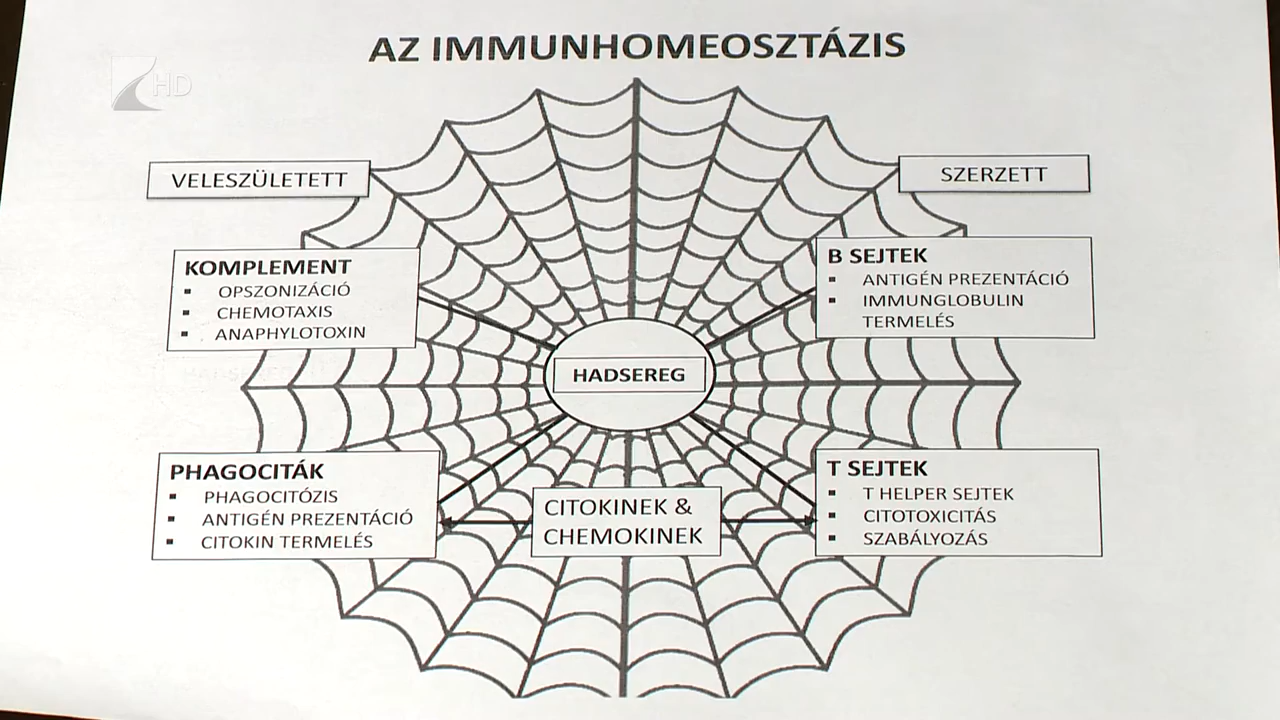 AZ IMMUNHOMEOSZTÁZIS
HD
VELESZÜLETETT
SZERZETT
KOMPLEMENT
▪ OPSZONIZÁCIÓ
▪ CHEMOTAXIS
▪ ANAPHYLOTOXIN
B SEJTEK
▪ ANTIGÉN PREZENTÁCIÓ
▪ IMMUNGLOBULIN
TERMELÉS
HADSEREG
PHAGOCITÁK
▪ PHAGOCITÓZIS
▪ ANTIGÉN PREZENTÁCIÓ
▪ CITOKIN TERMELÉS
CITOKINEK &
CHEMOKINEK
T SEJTEK
▪ T HELPER SEJTEK
▪ CITOTOXICITÁS
▪ SZABÁLYOZÁS